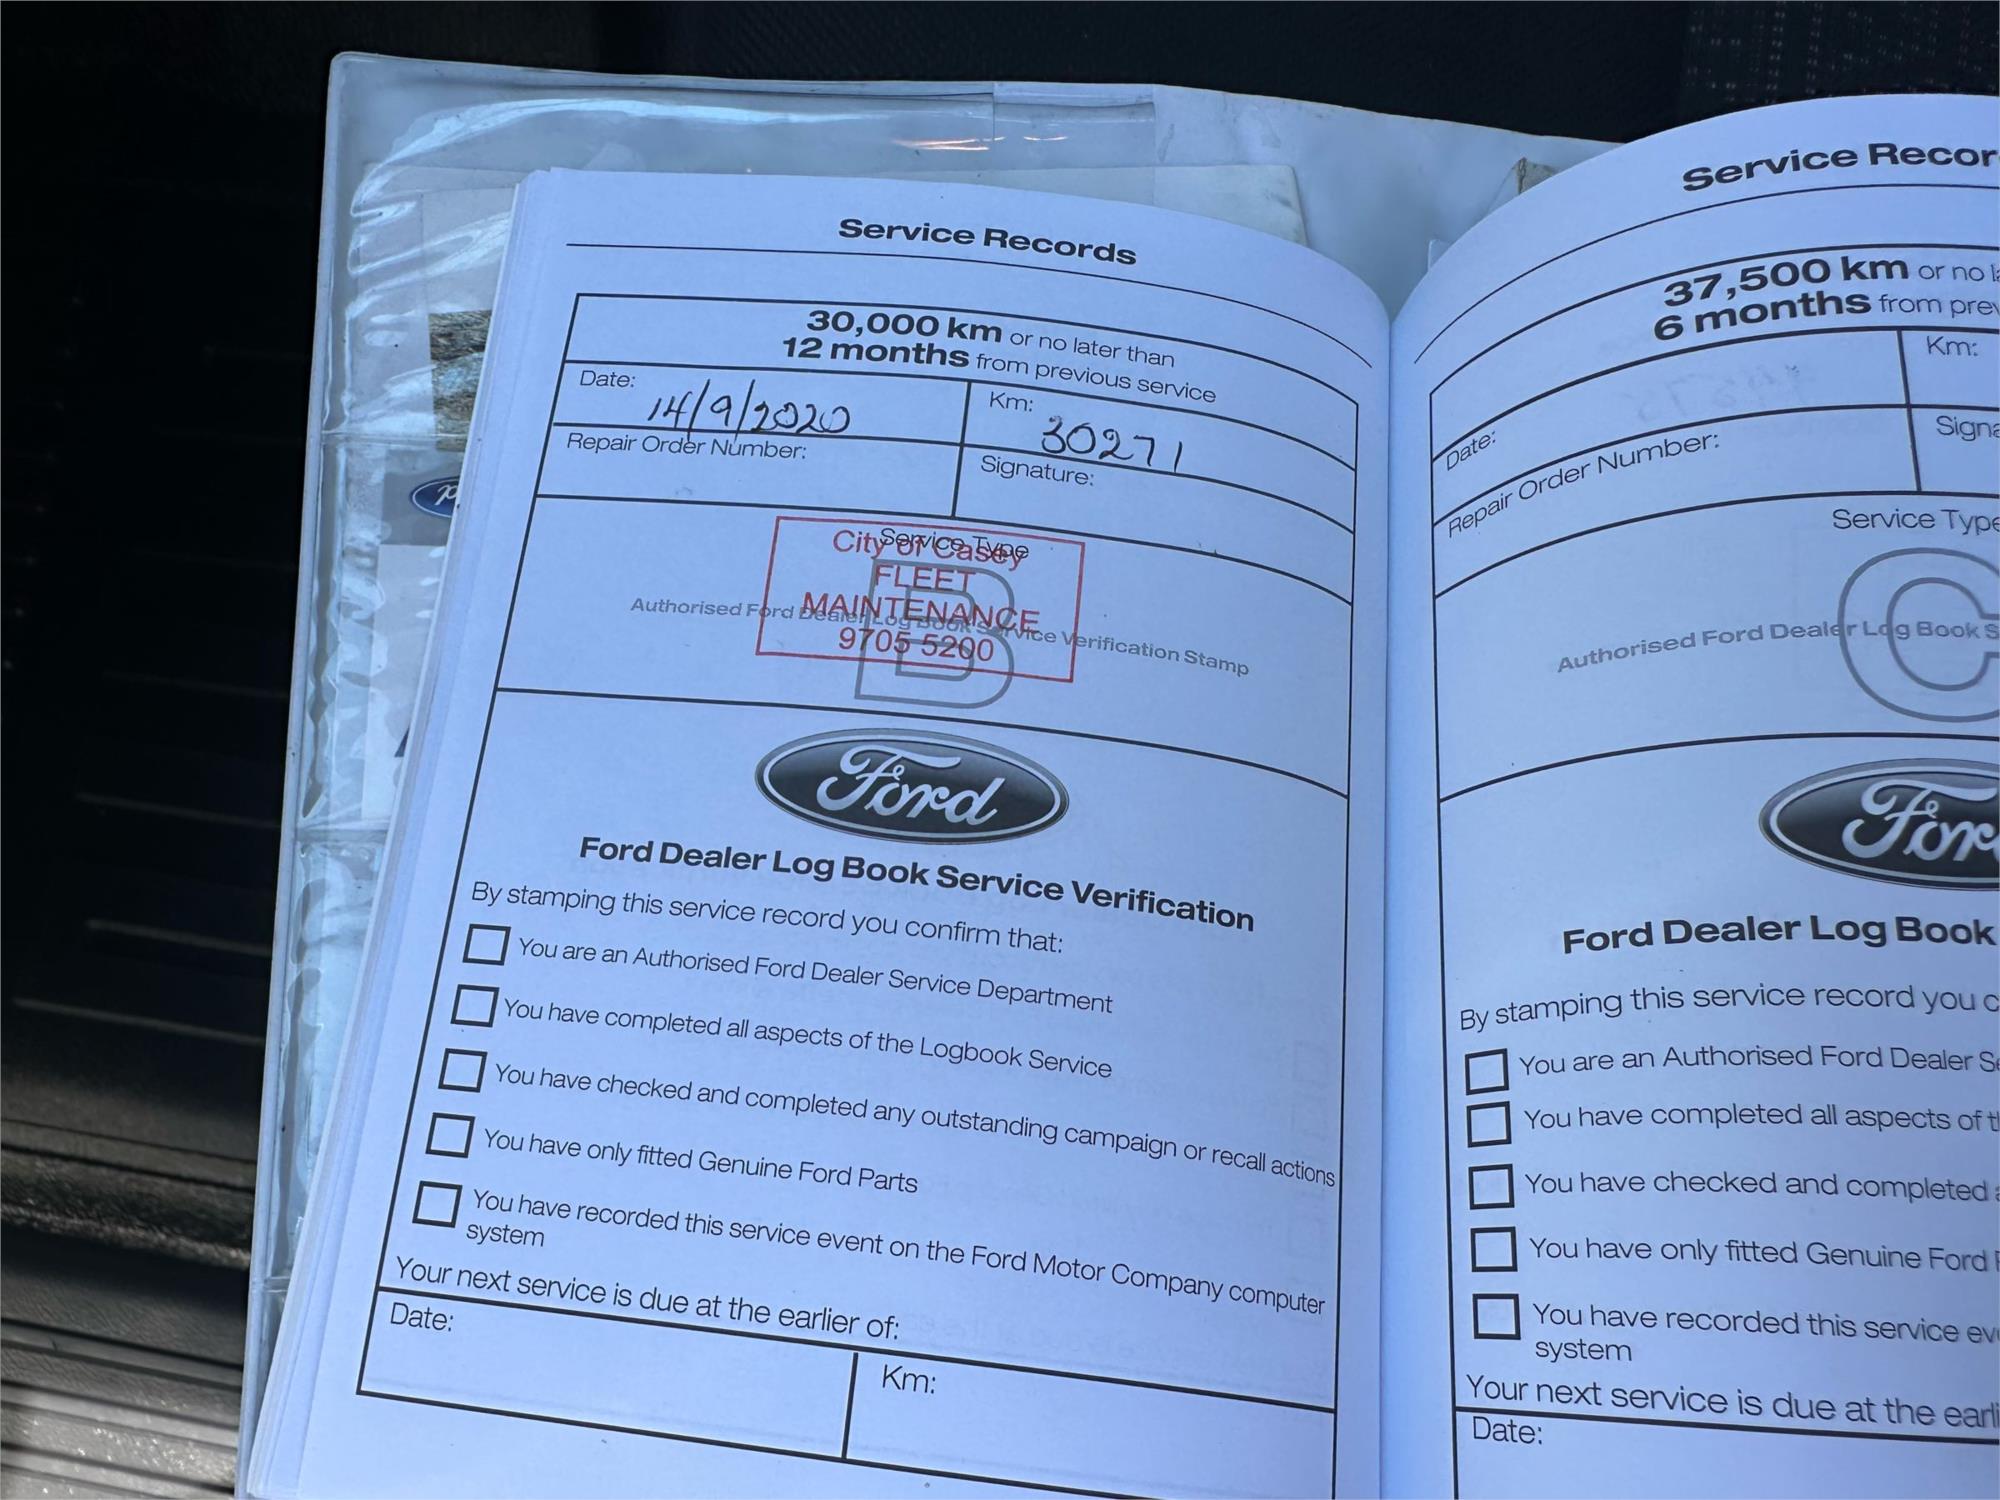 Service Records
30,000 km or no later than
12 months from previous service
Date: 14/9/2020
Km: 30271
Repair Order Number:
Signature:
Service Type
B
Authorised Ford Dealer Log Book Service Verification Stamp
City of Casey
FLEET
MAINTENANCE
9705 5200
Ford
Ford Dealer Log Book Service Verification
By stamping this service record you confirm that:
You are an Authorised Ford Dealer Service Department
You have completed all aspects of the Logbook Service
You have checked and completed any outstanding campaign or recall actions
You have only fitted Genuine Ford Parts
You have recorded this service event on the Ford Motor Company computer
system
Your next service is due at the earlier of:
Date:
Km:
Service Recor
37,500 km or no l
6 months from prev
Date:
Km:
Repair Order Number:
Signa
Service Type
C
Authorised Ford Dealer Log Book S
Ford
Ford Dealer Log Book
By stamping this service record you c
You are an Authorised Ford Dealer Se
You have completed all aspects of t
You have checked and completed a
You have only fitted Genuine Ford
You have recorded this service ev
system
Your next service is due at the earli
Date: